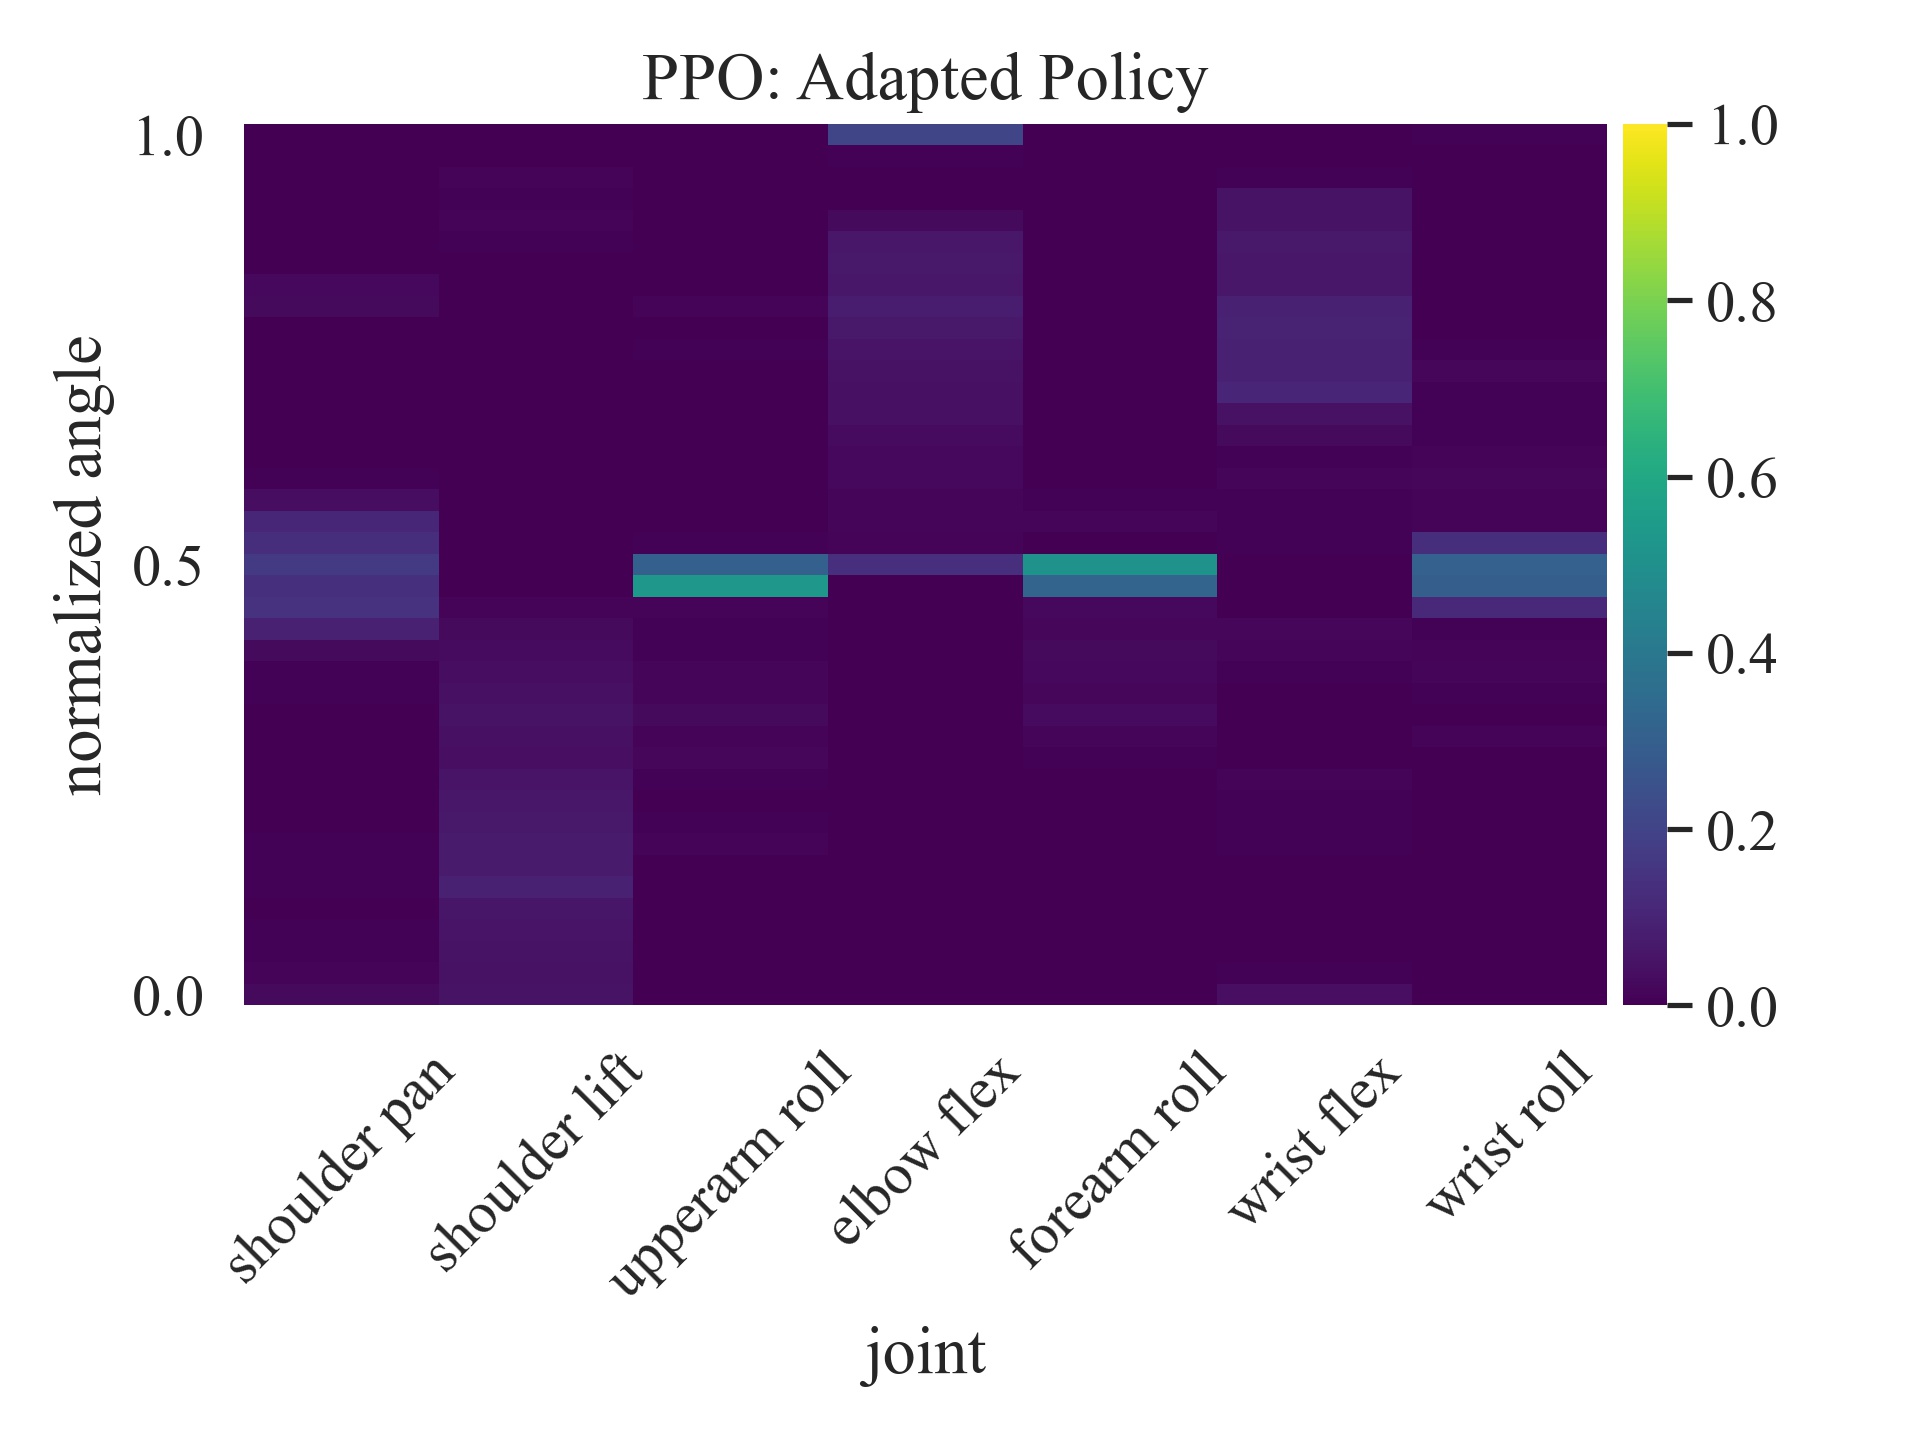 PPO: Adapted Policy
normalized angle
1.0
0.5
0.0
1.0
0.8
0.6
0.4
0.2
0.0
shoulder pan
shoulder lift
upperarm roll
elbow flex
forearm roll
wrist flex
wrist roll
joint